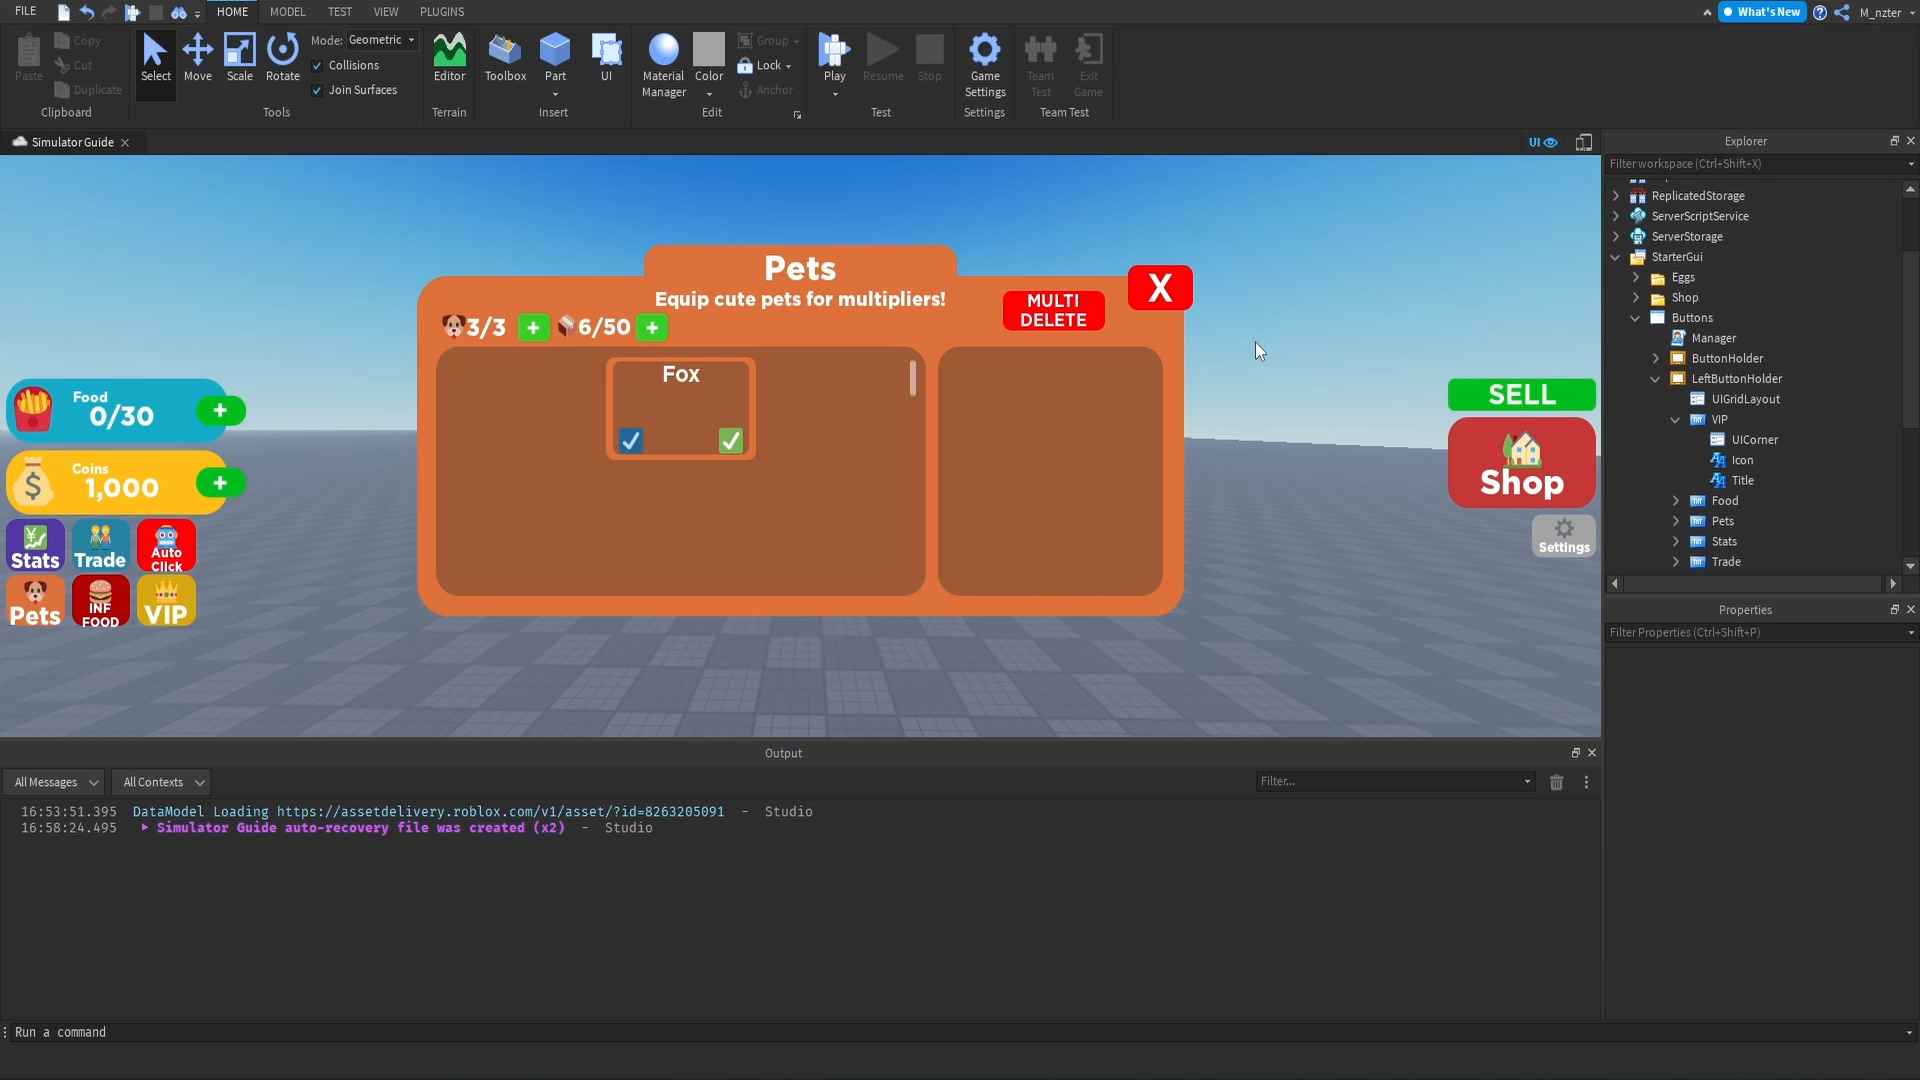 FILE
HOME
MODEL
TEST
VIEW
PLUGINS
What's New
M_nzter
Paste
Copy
Cut
Duplicate
Clipboard
Select
Move
Scale
Rotate
Mode: Geometric
Collisions
Join Surfaces
Tools
Editor
Terrain
Toolbox
Part
UI
Insert
Material
Manager
Color
Group
Lock
Anchor
Edit
Play
Resume
Stop
Test
Game
Settings
Settings
Team
Test
Exit
Game
Team Test
Simulator Guide
UI
Explorer
Filter workspace (Ctrl+Shift+X)
ReplicatedStorage
ServerScriptService
ServerStorage
StarterGui
Eggs
Shop
Buttons
Manager
ButtonHolder
LeftButtonHolder
UIGridLayout
VIP
UICorner
Icon
Title
Food
Pets
Stats
Trade
Properties
Filter Properties (Ctrl+Shift+P)
Pets
Equip cute pets for multipliers!
MULTI
DELETE
X
3/3
+
6/50
+
Fox
Food
0/30
+
Coins
1,000
+
Stats
Trade
Auto
Click
Pets
INF
FOOD
VIP
SELL
Shop
Settings
Output
All Messages
All Contexts
Filter...
16:53:51.395 DataModel Loading https://assetdelivery.roblox.com/v1/asset/?id=8263205091 - Studio
16:58:24.495 Simulator Guide auto-recovery file was created (x2) - Studio
Run a command